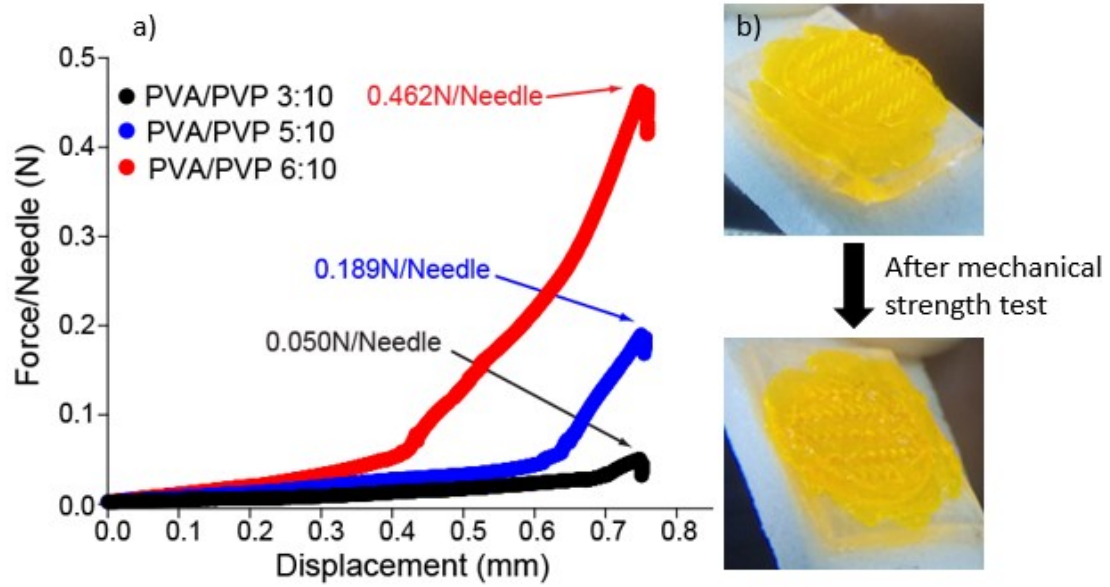 a)
0.5
0.4
0.3
0.2
0.1
0.0
Force/Needle (N)
PVA/PVP 3:10
PVA/PVP 5:10
PVA/PVP 6:10
0.462N/Needle
0.189N/Needle
0.050N/Needle
0.0 0.1 0.2 0.3 0.4 0.5 0.6 0.7 0.8
Displacement (mm)
b)
After mechanical
strength test